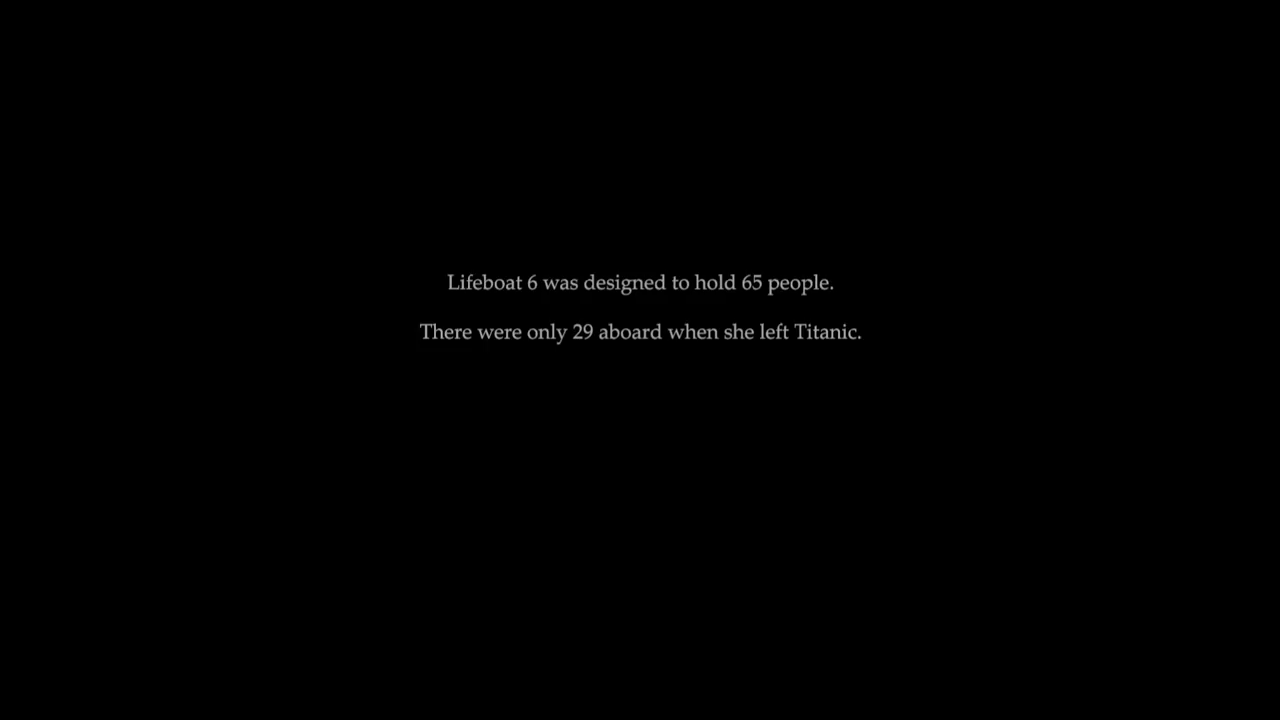 Lifeboat 6 was designed to hold 65 people.
There were only 29 aboard when she left Titanic.